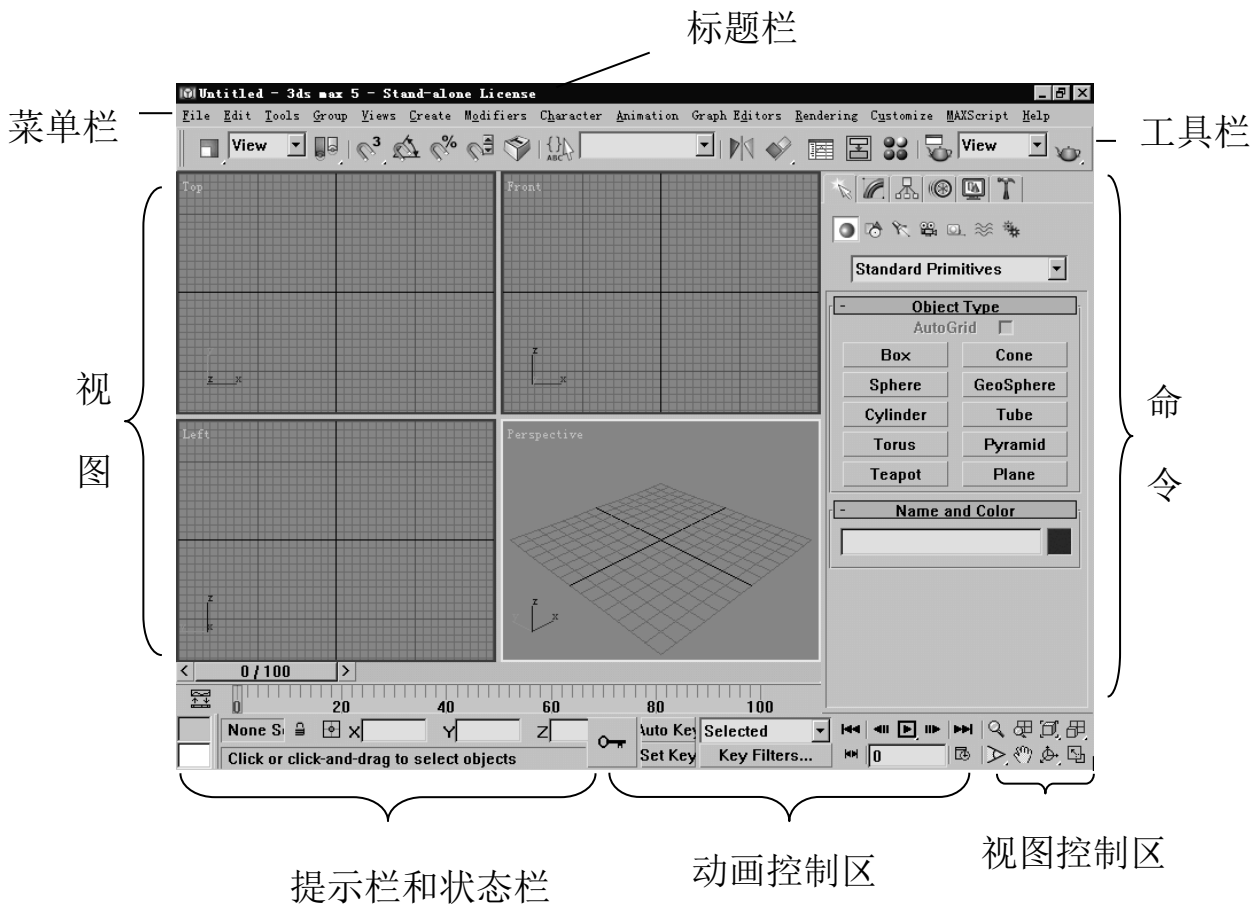 标题栏
Untitled - 3ds max 5 - Stand-alone License
菜单栏
File Edit Tools Group Views Create Modifiers Character Animation Graph Editors Rendering Customize MAXScript Help
工具栏
View 3 % {} ABC View
Top
Front
z x
z x
Left
Perspective
z
z x
视图
Standard Primitives
- Object Type
AutoGrid
Box Cone
Sphere GeoSphere
Cylinder Tube
Torus Pyramid
Teapot Plane
- Name and Color
命令
< 0 / 100 >
0 20 40 60 80 100
None S X Y Z Auto Key Selected
Click or click-and-drag to select objects Set Key Key Filters... 0
提示栏和状态栏
动画控制区
视图控制区